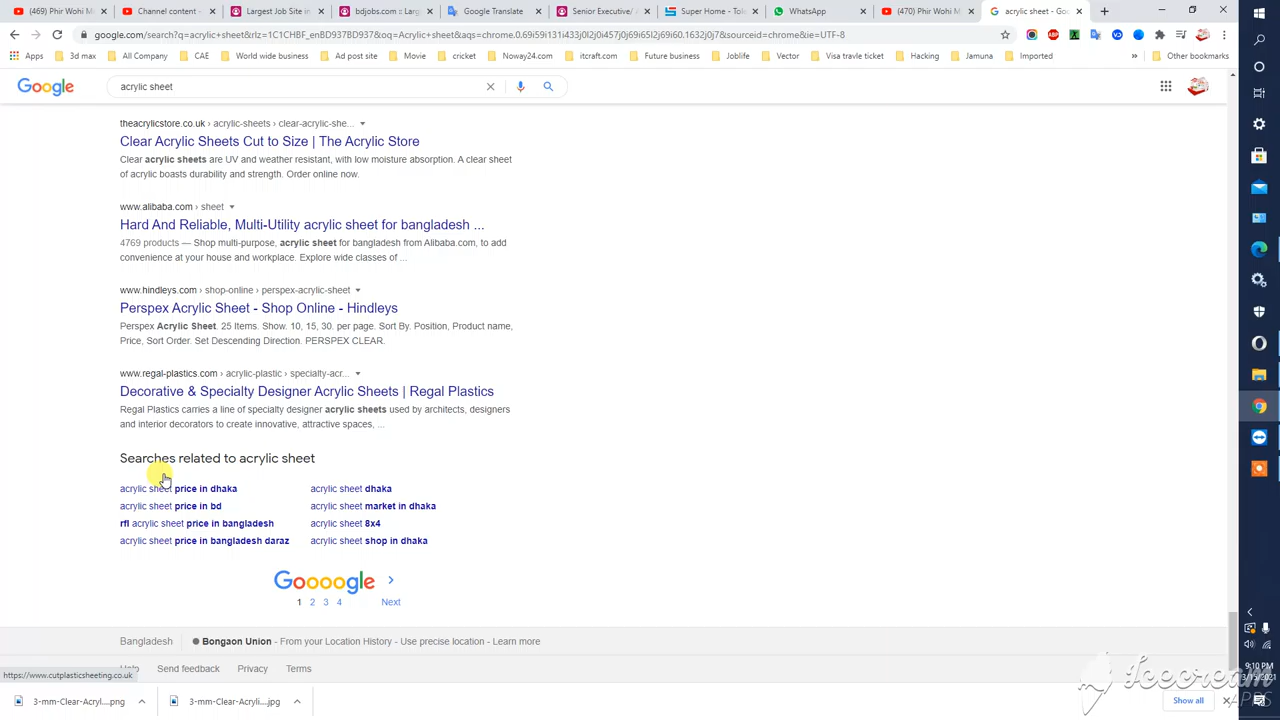 (469) Phir Wohi M
Channel content
Largest Job Site in
bdjobs.com :: Larg
Google Translate
Senior Executive/ A
Super Home - Tole
WhatsApp
(470) Phir Wohi M
acrylic sheet - Goo
google.com/search?q=acrylic+sheet&rlz=1C1CHBF_enBD937BD937&oq=Acrylic+sheet&aqs=chrome.0.69i59i131i433j0l2j0i457j0j69i65l2j69i60.1632j0j7&sourceid=chrome&ie=UTF-8
Apps 3d max All Company CAE World wide business Ad post site Movie cricket Noway24.com itcraft.com Future business Joblife Vector Visa travle ticket Hacking Jamuna Imported » Other bookmarks
Google acrylic sheet
theacrylicstore.co.uk › acrylic-sheets › clear-acrylic-she...
Clear Acrylic Sheets Cut to Size | The Acrylic Store
Clear acrylic sheets are UV and weather resistant, with low moisture absorption. A clear sheet
of acrylic boasts durability and strength. Order online now.
www.alibaba.com › sheet
Hard And Reliable, Multi-Utility acrylic sheet for bangladesh ...
4769 products — Shop multi-purpose, acrylic sheet for bangladesh from Alibaba.com, to add
convenience at your house and workplace. Explore wide classes of ...
www.hindleys.com › shop-online › perspex-acrylic-sheet
Perspex Acrylic Sheet - Shop Online - Hindleys
Perspex Acrylic Sheet. 25 Items. Show. 10, 15, 30. per page. Sort By. Position, Product name,
Price, Sort Order. Set Descending Direction. PERSPEX CLEAR.
www.regal-plastics.com › acrylic-plastic › specialty-acr...
Decorative & Specialty Designer Acrylic Sheets | Regal Plastics
Regal Plastics carries a line of specialty designer acrylic sheets used by architects, designers
and interior decorators to create innovative, attractive spaces, ...
Searches related to acrylic sheet
acrylic sheet price in dhaka
acrylic sheet dhaka
acrylic sheet price in bd
acrylic sheet market in dhaka
rfl acrylic sheet price in bangladesh
acrylic sheet 8x4
acrylic sheet price in bangladesh daraz
acrylic sheet shop in dhaka
Goooogle
1 2 3 4 Next
Bangladesh Bongaon Union - From your Location History - Use precise location - Learn more
Help Send feedback Privacy Terms
https://www.cutplasticsheeting.co.uk
3-mm-Clear-Acryl....png
3-mm-Clear-Acryli....jpg
Show all
9:10 PM
Icecream
APPS